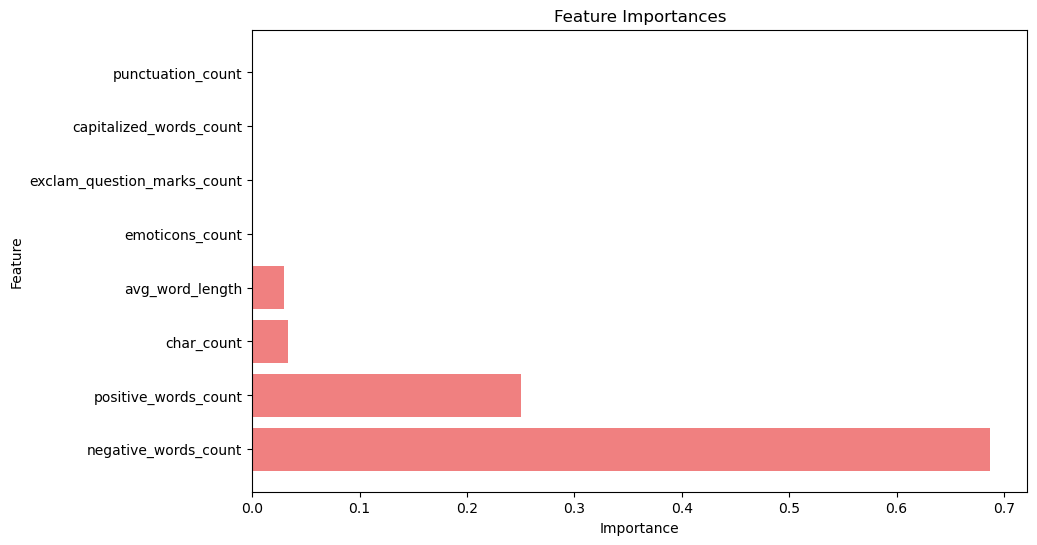 Feature Importances
Feature
punctuation_count
capitalized_words_count
exclam_question_marks_count
emoticons_count
avg_word_length
char_count
positive_words_count
negative_words_count
0.0 0.1 0.2 0.3 0.4 0.5 0.6 0.7
Importance